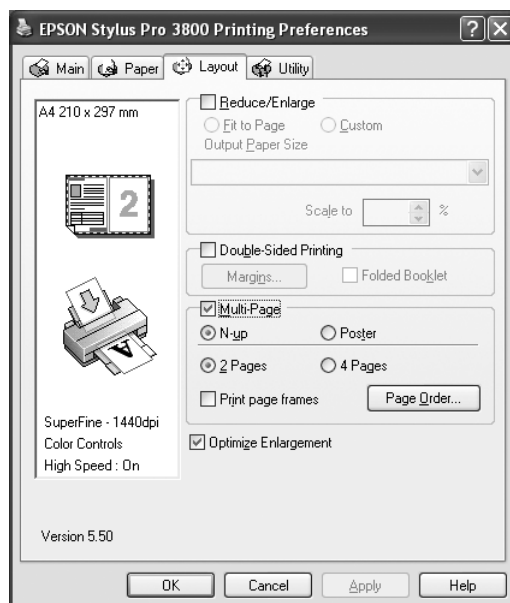 EPSON Stylus Pro 3800 Printing Preferences
Main
Paper
Layout
Utility
A4 210 x 297 mm
2
A
SuperFine - 1440dpi
Color Controls
High Speed : On
Version 5.50
Reduce/Enlarge
Fit to Page
Custom
Output Paper Size
Scale to
%
Double-Sided Printing
Margins...
Folded Booklet
Multi-Page
N-up
Poster
2 Pages
4 Pages
Print page frames
Page Order...
Optimize Enlargement
OK
Cancel
Apply
Help